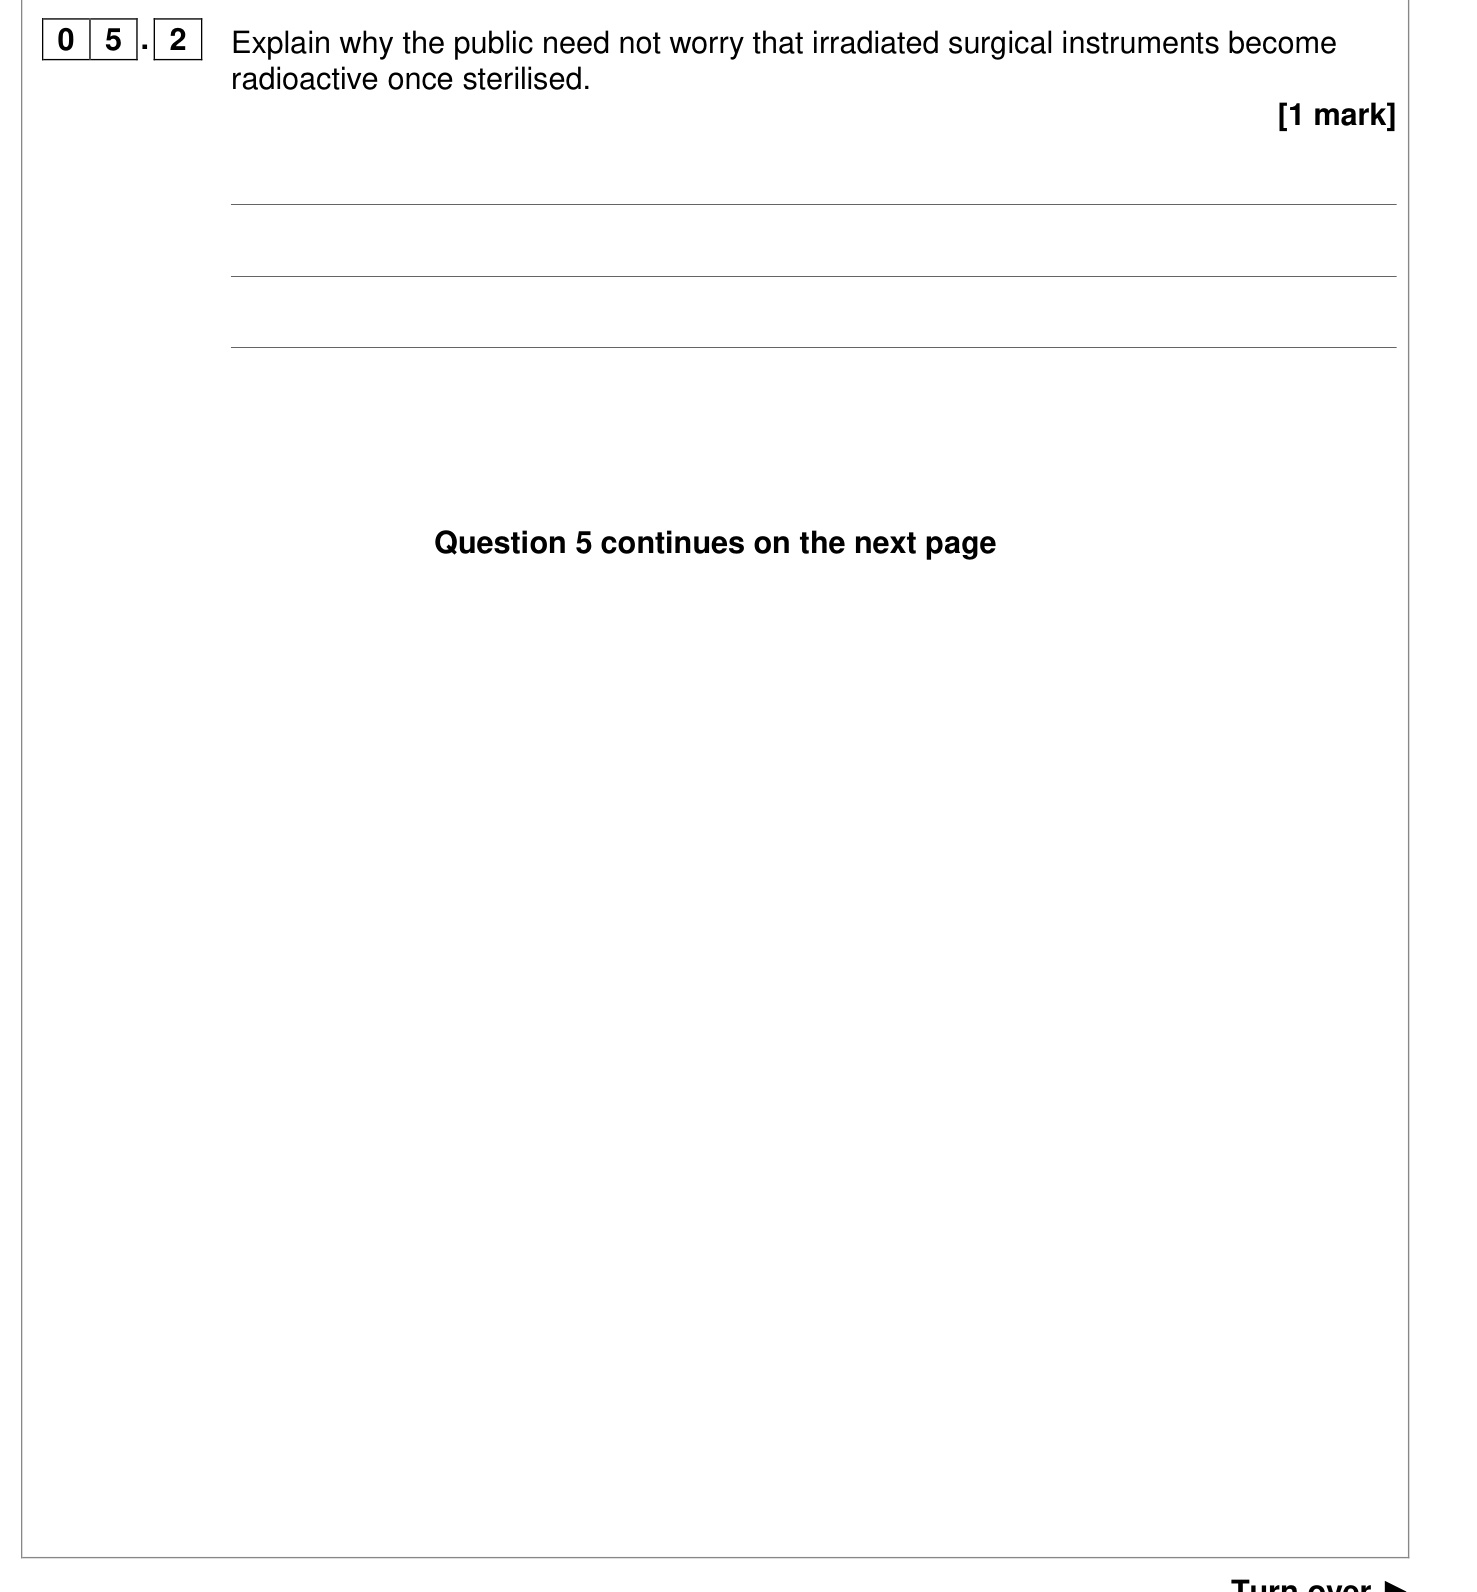 0 5 . 2 Explain why the public need not worry that irradiated surgical instruments become
radioactive once sterilised.
[1 mark]
Question 5 continues on the next page
Turn over ►